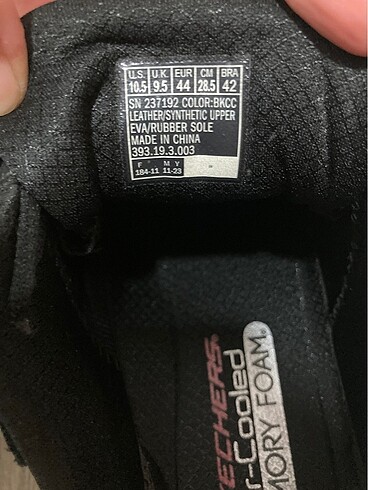 U.S. U.K EUR CM BRA
10.5 9.5 44 28.5 42
SN 237192 COLOR:BKCC
LEATHER/SYNTHETIC UPPER
EVA/RUBBER SOLE
MADE IN CHINA
393.19.3.003
F M Y
184-11 11-23
SKECHERS
-Cooled
MORY FOAM